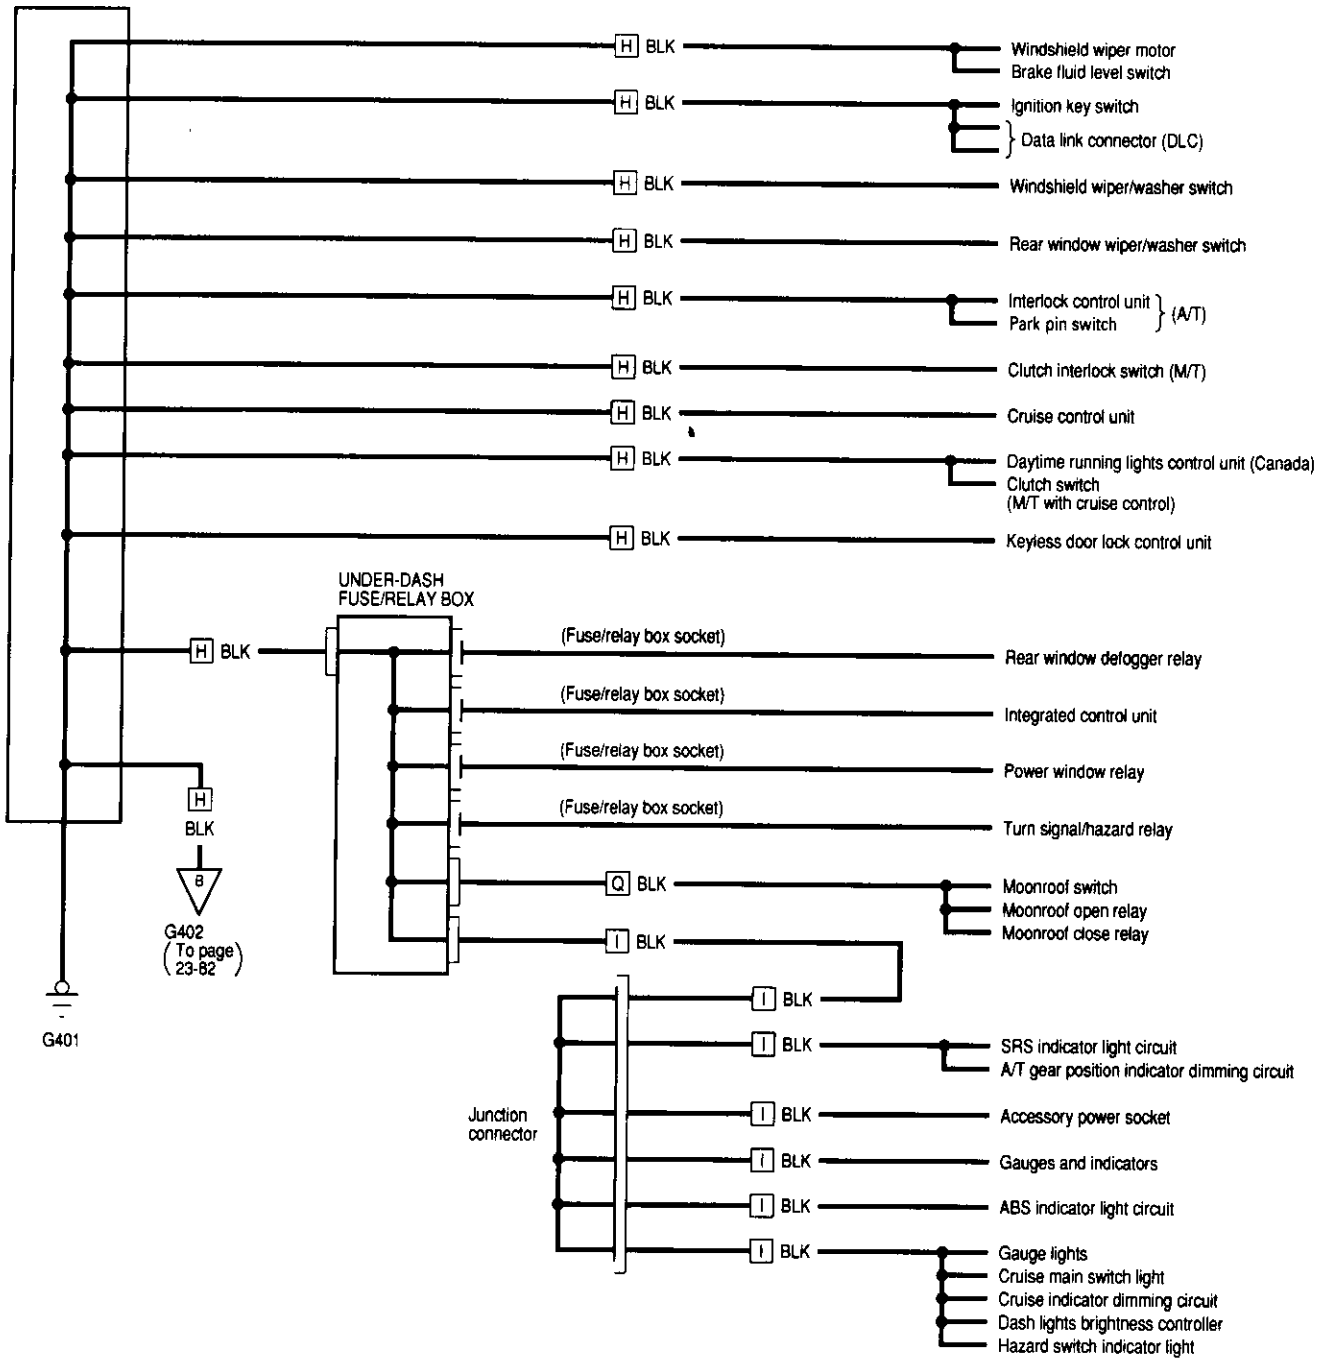 H BLK
Windshield wiper motor
Brake fluid level switch
H BLK
Ignition key switch
Data link connector (DLC)
H BLK
Windshield wiper/washer switch
H BLK
Rear window wiper/washer switch
H BLK
Interlock control unit
Park pin switch
(A/T)
H BLK
Clutch interlock switch (M/T)
H BLK
Cruise control unit
H BLK
Daytime running lights control unit (Canada)
Clutch switch
(M/T with cruise control)
H BLK
Keyless door lock control unit
UNDER-DASH
FUSE/RELAY BOX
H BLK
(Fuse/relay box socket)
Rear window defogger relay
(Fuse/relay box socket)
Integrated control unit
(Fuse/relay box socket)
Power window relay
(Fuse/relay box socket)
Turn signal/hazard relay
H
BLK
B
G402
(To page
23-82)
G401
Q BLK
Moonroof switch
Moonroof open relay
Moonroof close relay
I BLK
I BLK
I BLK
SRS indicator light circuit
A/T gear position indicator dimming circuit
Junction
connector
I BLK
Accessory power socket
I BLK
Gauges and indicators
I BLK
ABS indicator light circuit
I BLK
Gauge lights
Cruise main switch light
Cruise indicator dimming circuit
Dash lights brightness controller
Hazard switch indicator light